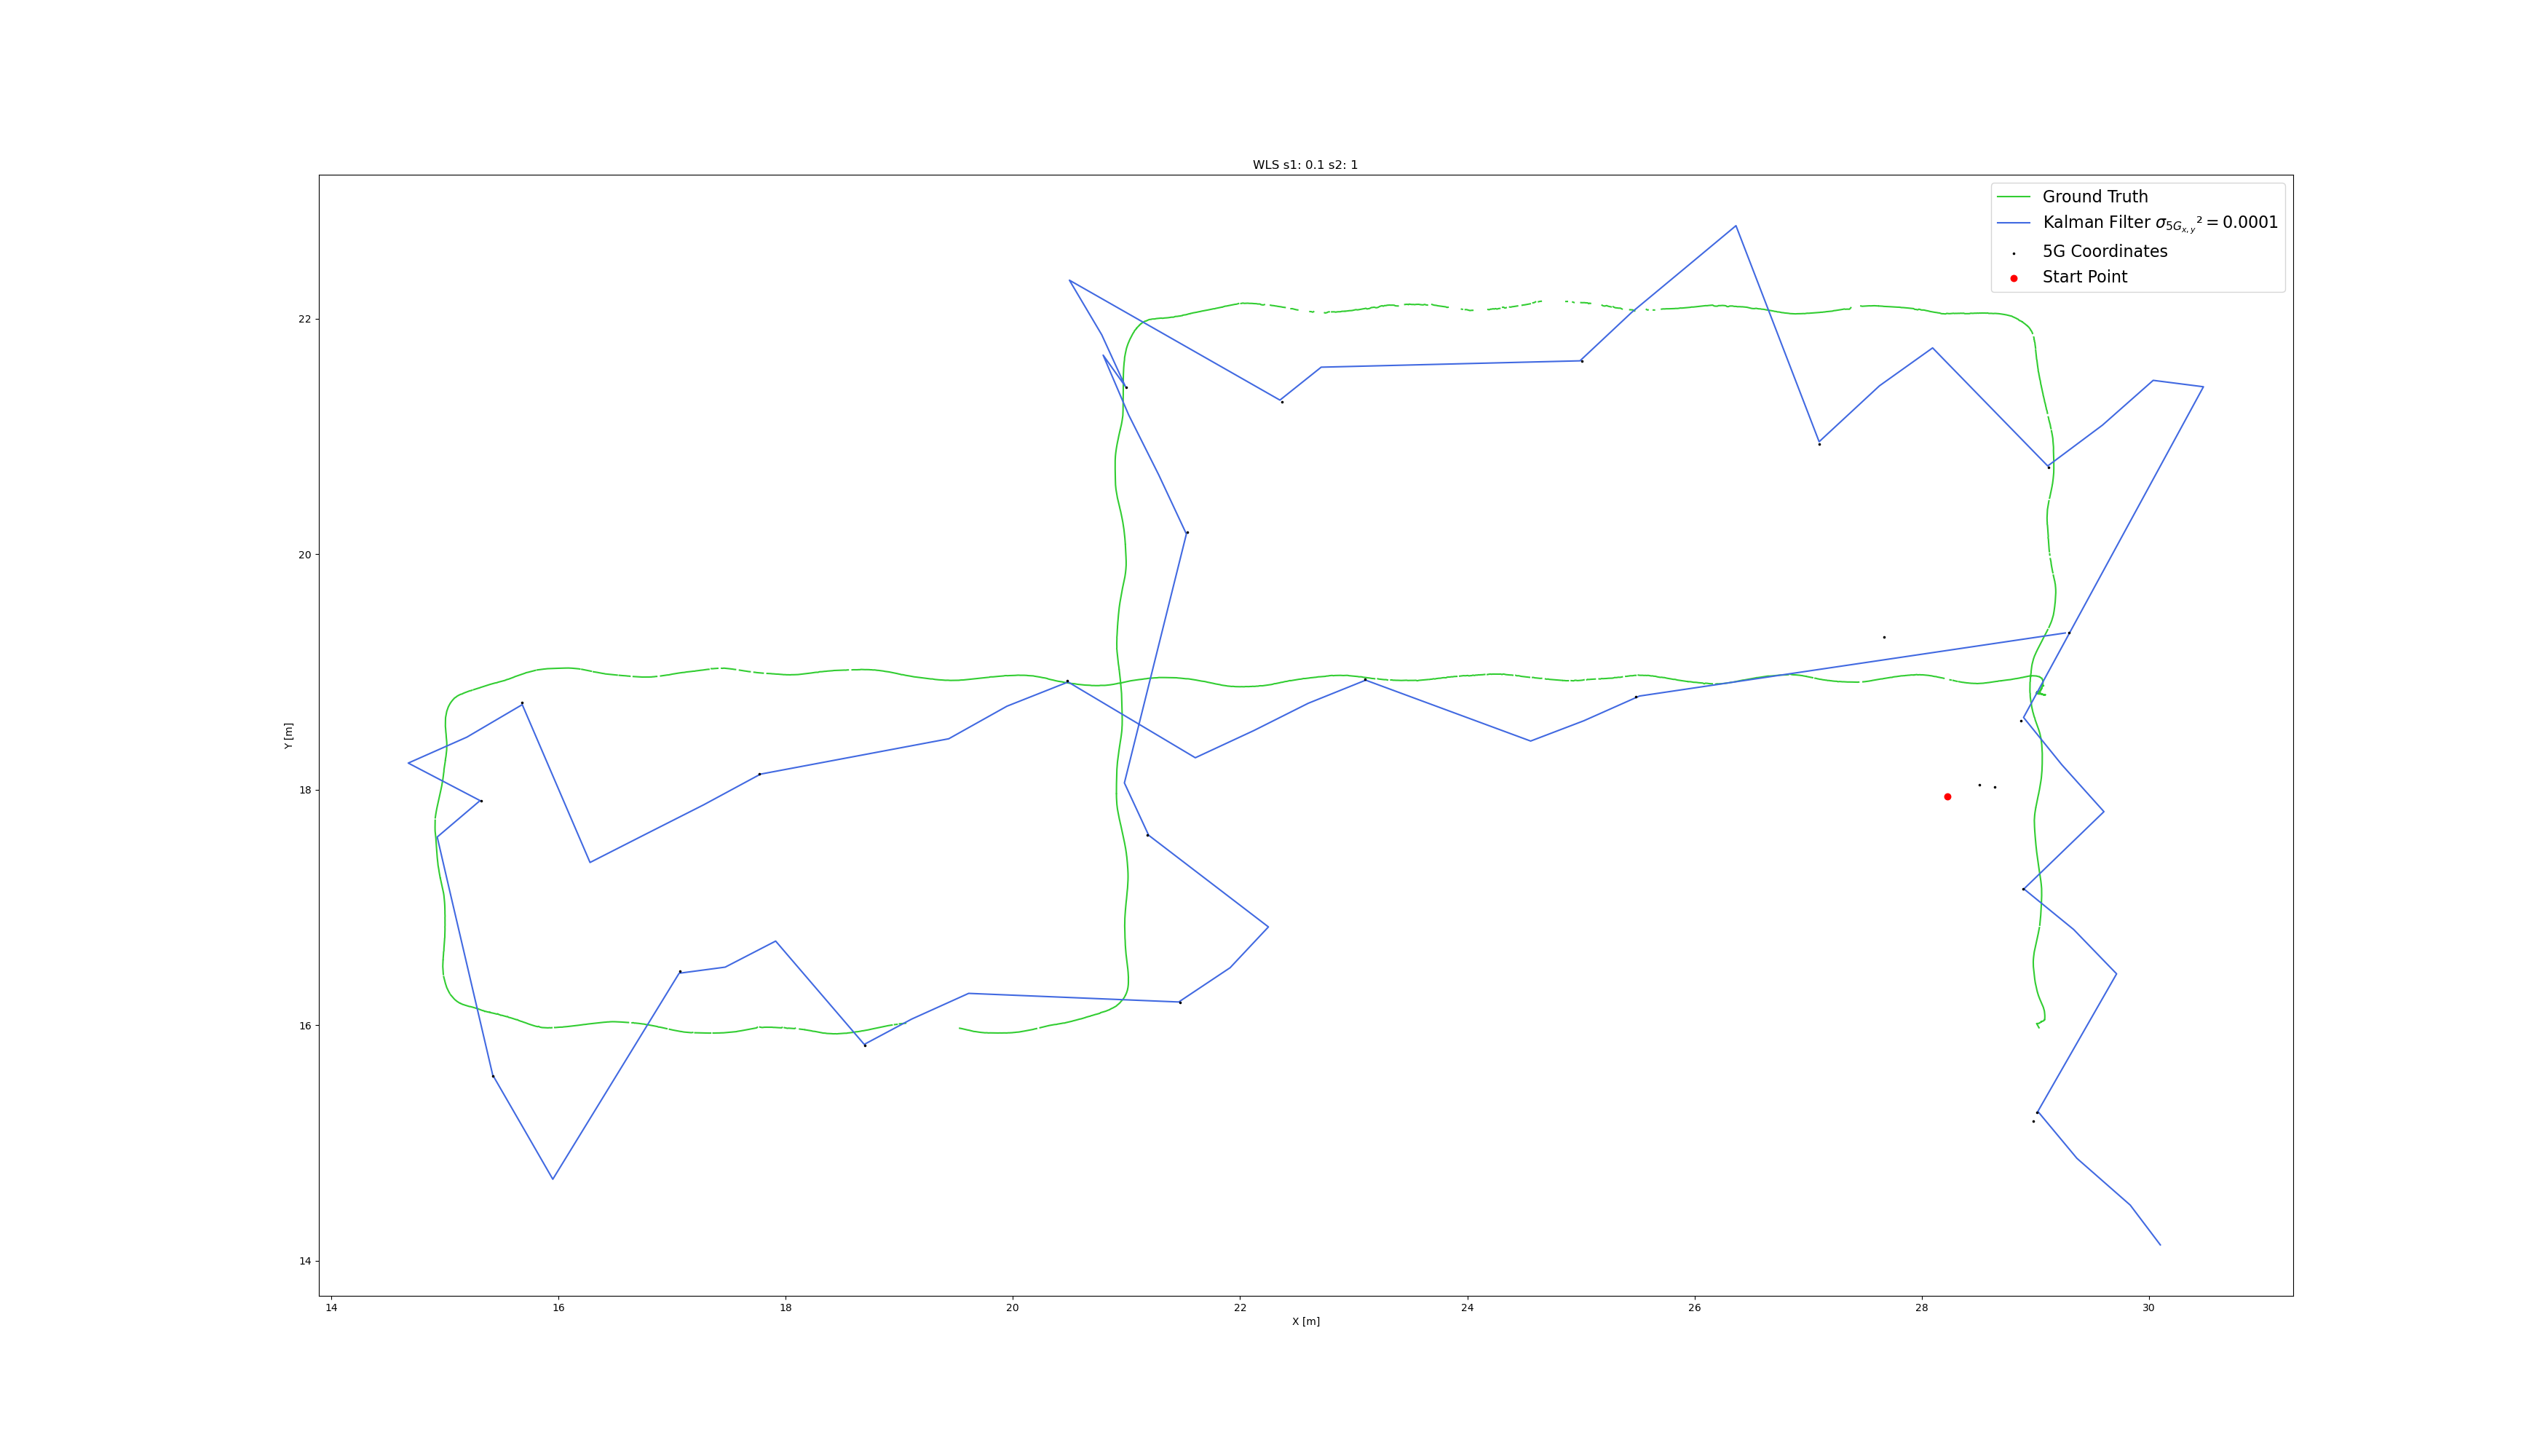 WLS s1: 0.1 s2: 1
Ground Truth
Kalman Filter σ5Gx,y² = 0.0001
5G Coordinates
Start Point
22
20
18
16
14
Y [m]
14 16 18 20 22 24 26 28 30
X [m]